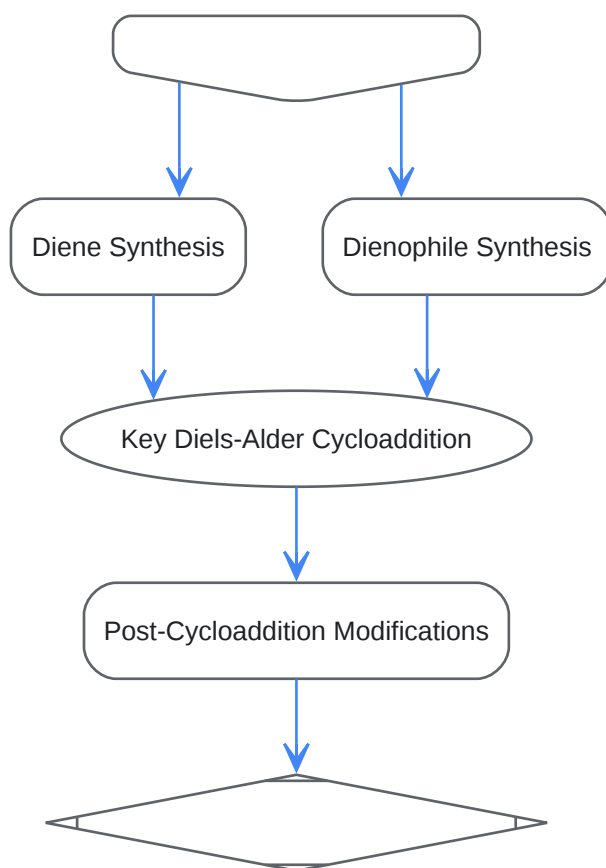 Diene Synthesis
Dienophile Synthesis
Key Diels-Alder Cycloaddition
Post-Cycloaddition Modifications